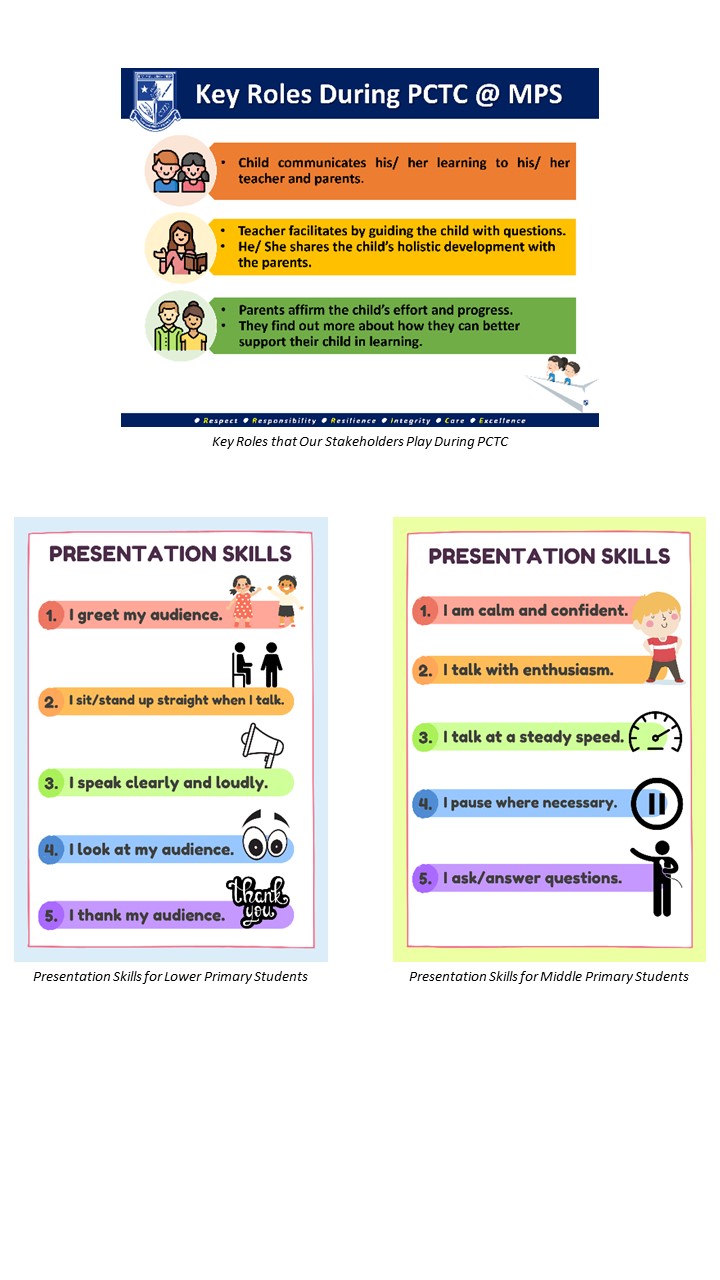 Key Roles During PCTC @ MPS
• Child communicates his/ her learning to his/ her
teacher and parents.
• Teacher facilitates by guiding the child with questions.
• He/ She shares the child's holistic development with
the parents.
• Parents affirm the child's effort and progress.
• They find out more about how they can better
support their child in learning.
● Respect ● Responsibility ● Resilience ● Integrity ● Care ● Excellence
Key Roles that Our Stakeholders Play During PCTC
PRESENTATION SKILLS
1. I greet my audience.
2. I sit/stand up straight when I talk.
3. I speak clearly and loudly.
4. I look at my audience.
thank
you
5. I thank my audience.
Presentation Skills for Lower Primary Students
PRESENTATION SKILLS
1. I am calm and confident.
2. I talk with enthusiasm.
3. I talk at a steady speed.
4. I pause where necessary.
5. I ask/answer questions.
Presentation Skills for Middle Primary Students